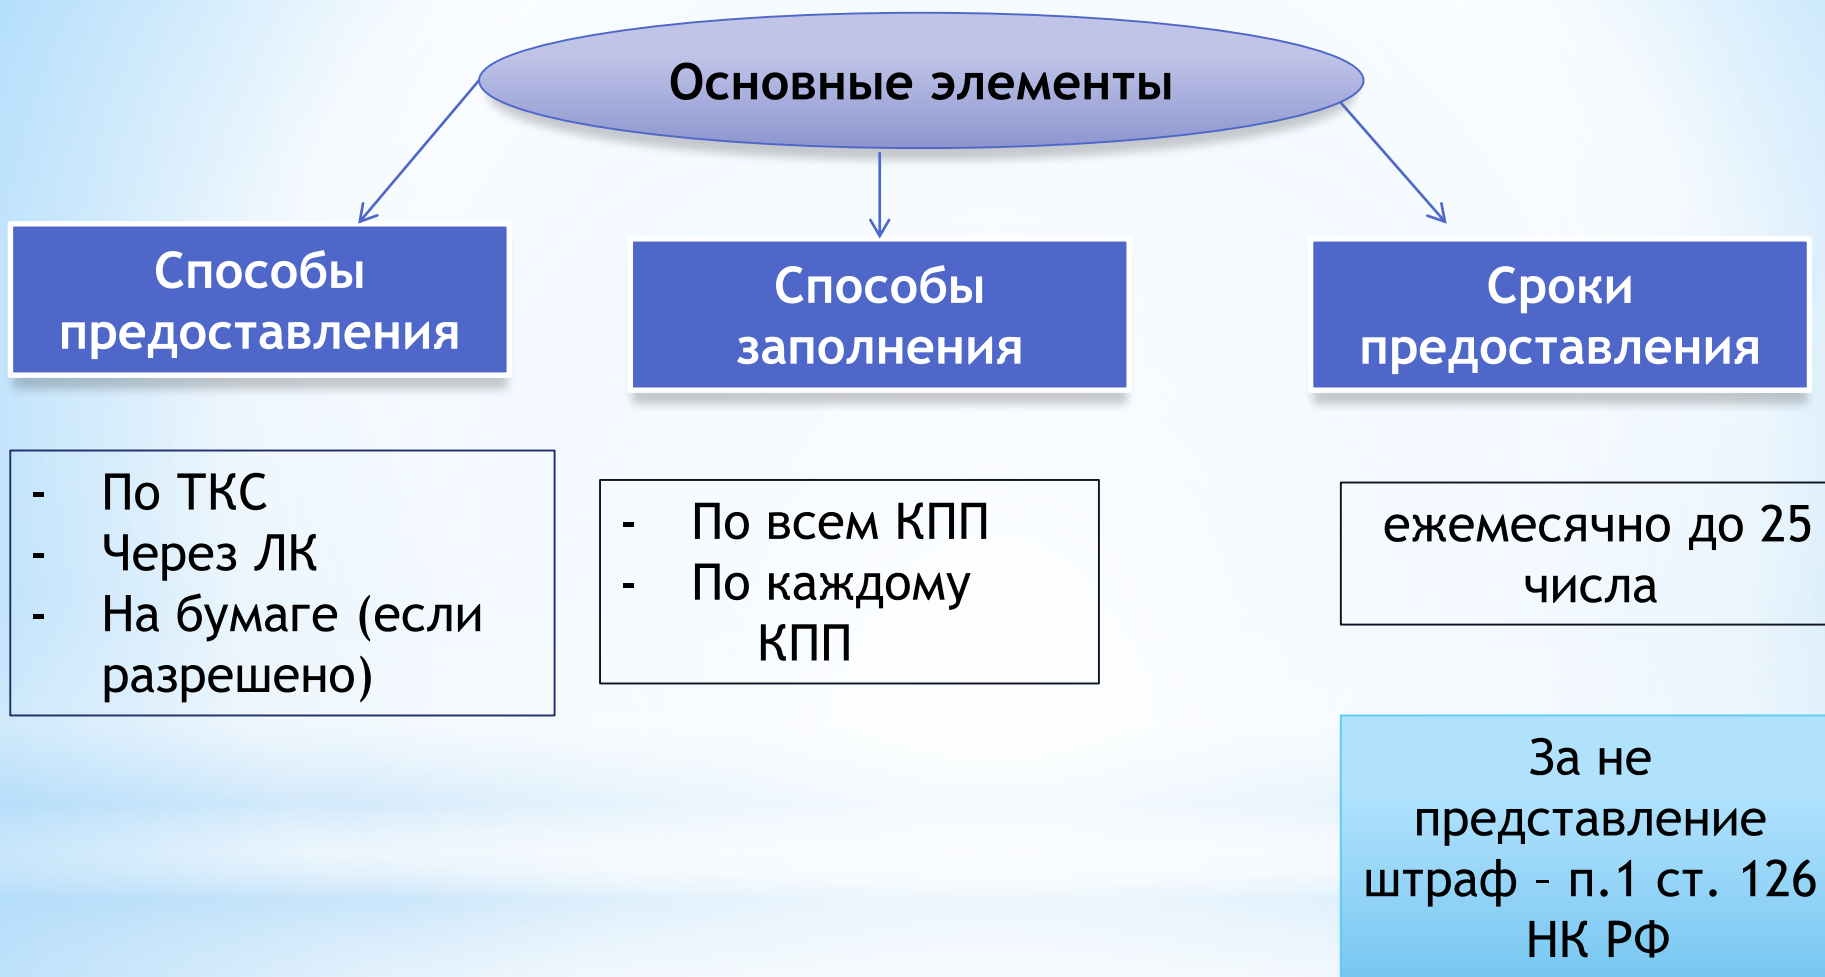 Основные элементы
Способы
предоставления
Способы
заполнения
Сроки
предоставления
- По ТКС
- Через ЛК
- На бумаге (если
разрешено)
- По всем КПП
- По каждому
КПП
ежемесячно до 25
числа
За не
представление
штраф – п.1 ст. 126
НК РФ